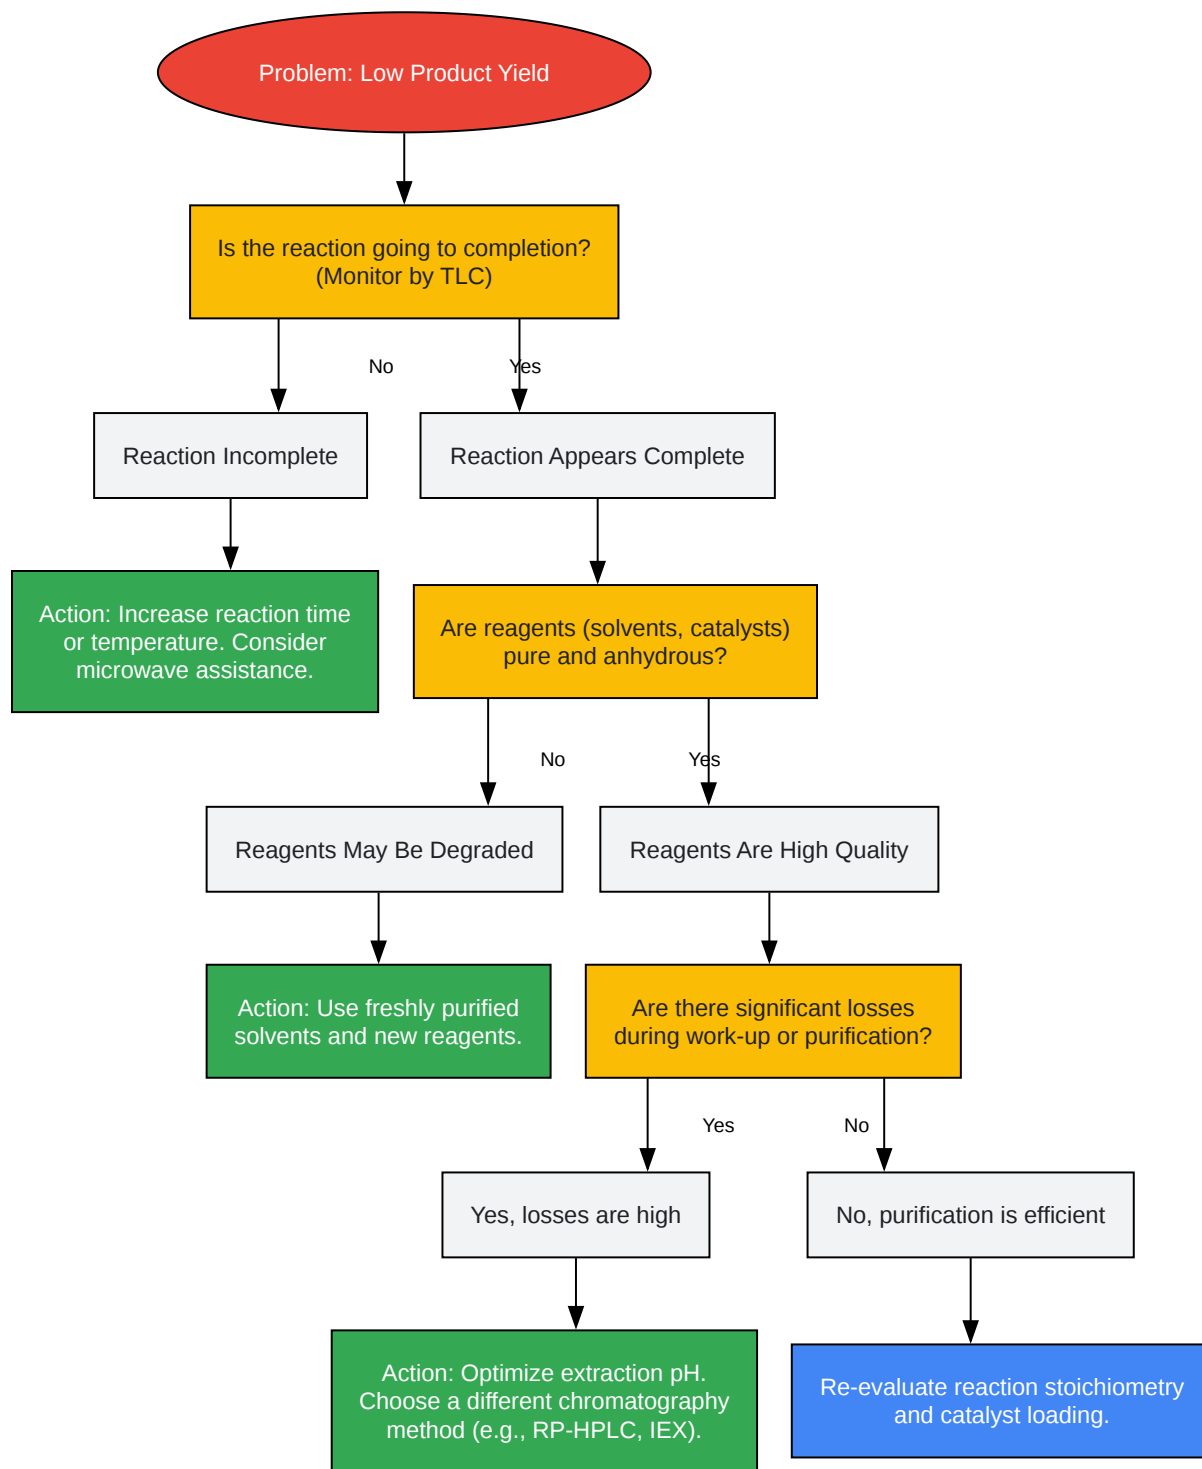 Problem: Low Product Yield
Is the reaction going to completion?
(Monitor by TLC)
No
Yes
Reaction Incomplete
Reaction Appears Complete
Action: Increase reaction time
or temperature. Consider
microwave assistance.
Are reagents (solvents, catalysts)
pure and anhydrous?
No
Yes
Reagents May Be Degraded
Reagents Are High Quality
Action: Use freshly purified
solvents and new reagents.
Are there significant losses
during work-up or purification?
Yes
No
Yes, losses are high
No, purification is efficient
Action: Optimize extraction pH.
Choose a different chromatography
method (e.g., RP-HPLC, IEX).
Re-evaluate reaction stoichiometry
and catalyst loading.